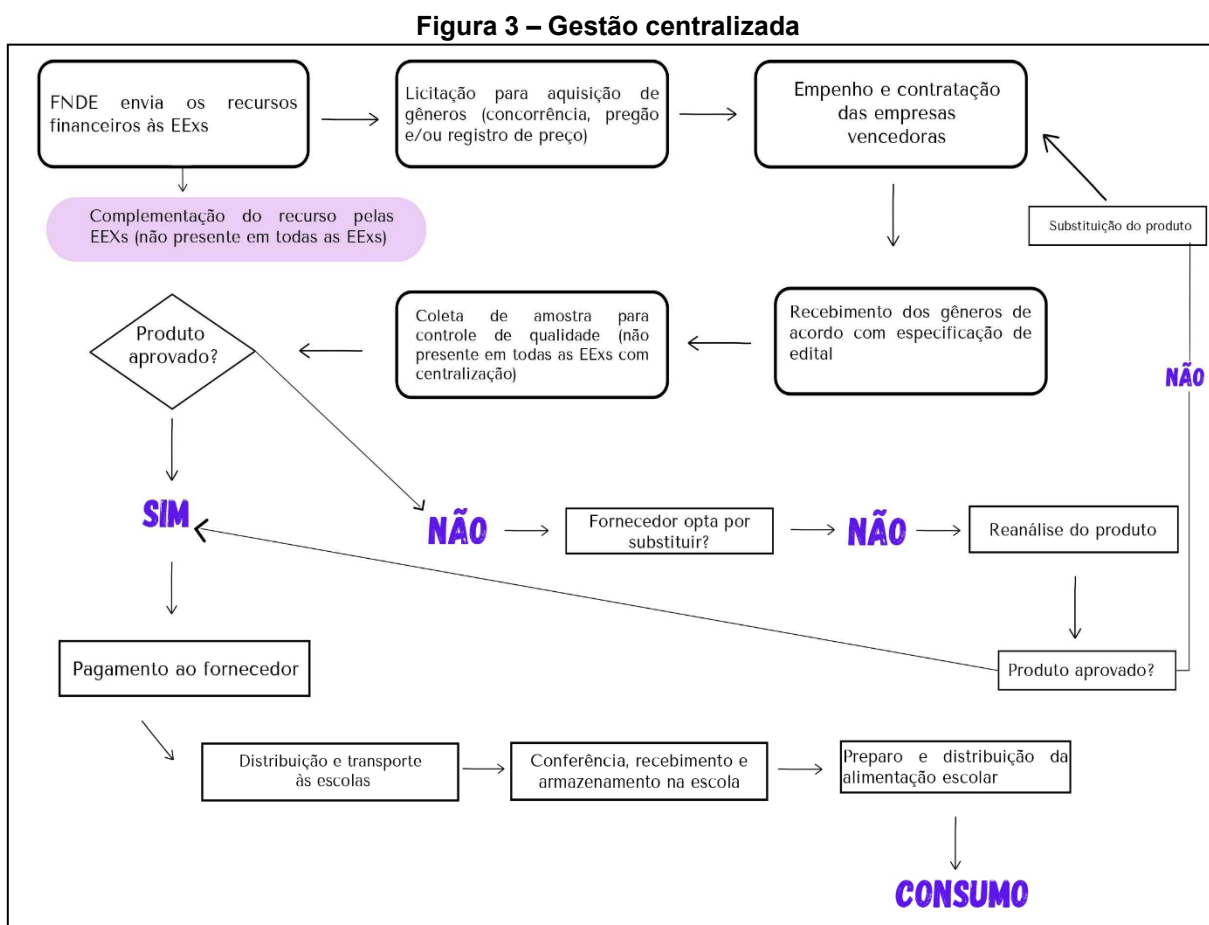 Figura 3 – Gestão centralizada
FNDE envia os recursos
financeiros às EExs
Licitação para aquisição de
gêneros (concorrência, pregão
e/ou registro de preço)
Empenho e contratação
das empresas
vencedoras
Complementação do recurso pelas
EEXs (não presente em todas as EExs)
Substituição do produto
Produto
aprovado?
Coleta de amostra para
controle de qualidade (não
presente em todas as EExs com
centralização)
Recebimento dos gêneros de
acordo com especificação de
edital
NÃO
SIM
NÃO
Fornecedor opta por
substituir?
NÃO
Reanálise do produto
Pagamento ao fornecedor
Produto aprovado?
Distribuição e transporte
às escolas
Conferência, recebimento e
armazenamento na escola
Preparo e distribuição da
alimentação escolar
CONSUMO